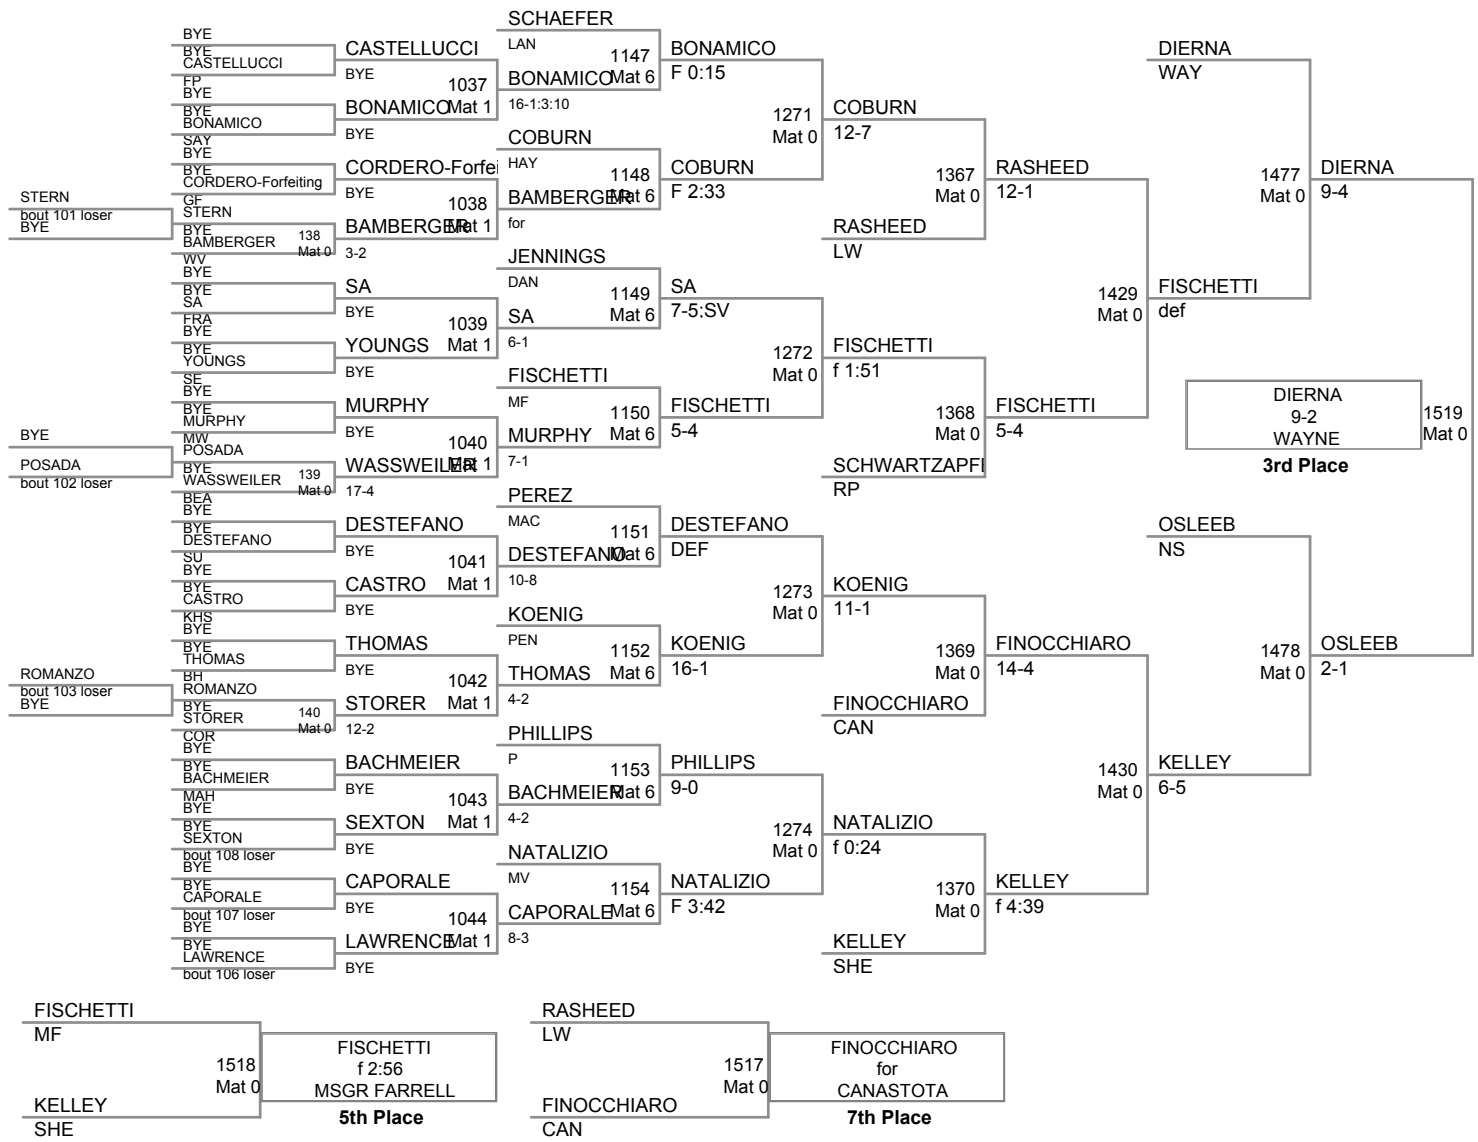 SCHAEFER
LAN
BYE
BYE
CASTELLUCCI
FP
CASTELLUCCI
BYE
1037
Mat 1
BONAMICO
16-1:3:10
1147
Mat 6
BONAMICO
F 0:15
BYE
BYE
BONAMICO
SAY
BONAMICO
BYE
1271
Mat 0
COBURN
12-7
COBURN
HAY
BYE
BYE
CORDERO-Forfeiting
GF
CORDERO-Forfei
BYE
1038
Mat 1
BAMBERGER
for
1148
Mat 6
COBURN
F 2:33
STERN
bout 101 loser
BYE
STERN
BYE
BAMBERGER
WV
138
Mat 0
BAMBERGER
3-2
RASHEED
LW
1367
Mat 0
RASHEED
12-1
JENNINGS
DAN
BYE
BYE
SA
FRA
SA
BYE
1039
Mat 1
SA
6-1
1149
Mat 6
SA
7-5;SV
BYE
BYE
YOUNGS
SE
YOUNGS
BYE
1272
Mat 0
FISCHETTI
f 1:51
FISCHETTI
MF
BYE
BYE
MURPHY
MW
MURPHY
BYE
1040
Mat 1
MURPHY
7-1
1150
Mat 6
FISCHETTI
5-4
BYE
POSADA
bout 102 loser
POSADA
BYE
WASSWEILER
BEA
139
Mat 0
WASSWEILER
17-4
SCHWARTZAPFI
RP
1368
Mat 0
FISCHETTI
5-4
1429
Mat 0
FISCHETTI
def
DIERNA
WAY
1477
Mat 0
DIERNA
9-4
DIERNA
9-2
WAYNE
3rd Place
1519
Mat 0
PEREZ
MAC
BYE
BYE
DESTEFANO
SU
DESTEFANO
BYE
1041
Mat 1
DESTEFANO
10-8
1151
Mat 6
DESTEFANO
DEF
BYE
BYE
CASTRO
KHS
CASTRO
BYE
1273
Mat 0
KOENIG
11-1
KOENIG
PEN
BYE
BYE
THOMAS
BH
THOMAS
BYE
1042
Mat 1
THOMAS
4-2
1152
Mat 6
KOENIG
16-1
ROMANZO
bout 103 loser
BYE
ROMANZO
BYE
STORER
COR
140
Mat 0
STORER
12-2
FINOCCHIARO
CAN
1369
Mat 0
FINOCCHIARO
14-4
PHILLIPS
P
BYE
BYE
BACHMEIER
MAH
BACHMEIER
BYE
1043
Mat 1
BACHMEIER
4-2
1153
Mat 6
PHILLIPS
9-0
BYE
BYE
SEXTON
bout 108 loser
SEXTON
BYE
1274
Mat 0
NATALIZIO
f 0:24
NATALIZIO
MV
BYE
BYE
CAPORALE
bout 107 loser
CAPORALE
BYE
1044
Mat 1
CAPORALE
8-3
1154
Mat 6
NATALIZIO
F 3:42
BYE
BYE
LAWRENCE
bout 106 loser
LAWRENCE
BYE
KELLEY
SHE
1370
Mat 0
KELLEY
f 4:39
1430
Mat 0
KELLEY
6-5
OSLEEB
NS
1478
Mat 0
OSLEEB
2-1
FISCHETTI
MF
KELLEY
SHE
1518
Mat 0
FISCHETTI
f 2:56
MSGR FARRELL
5th Place
RASHEED
LW
FINOCCHIARO
CAN
1517
Mat 0
FINOCCHIARO
for
CANASTOTA
7th Place